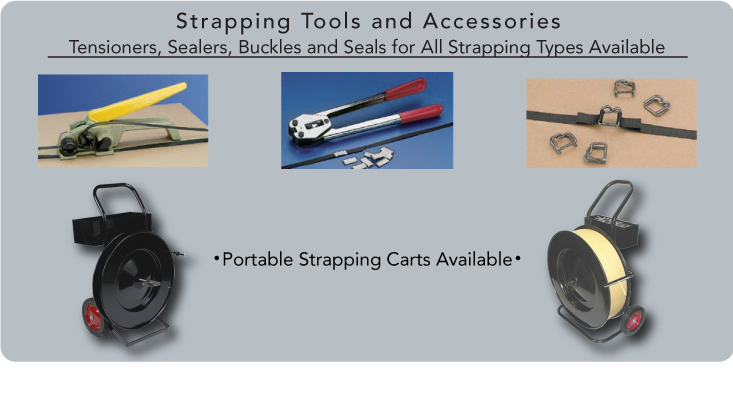 Strapping Tools and Accessories
Tensioners, Sealers, Buckles and Seals for All Strapping Types Available
•Portable Strapping Carts Available•